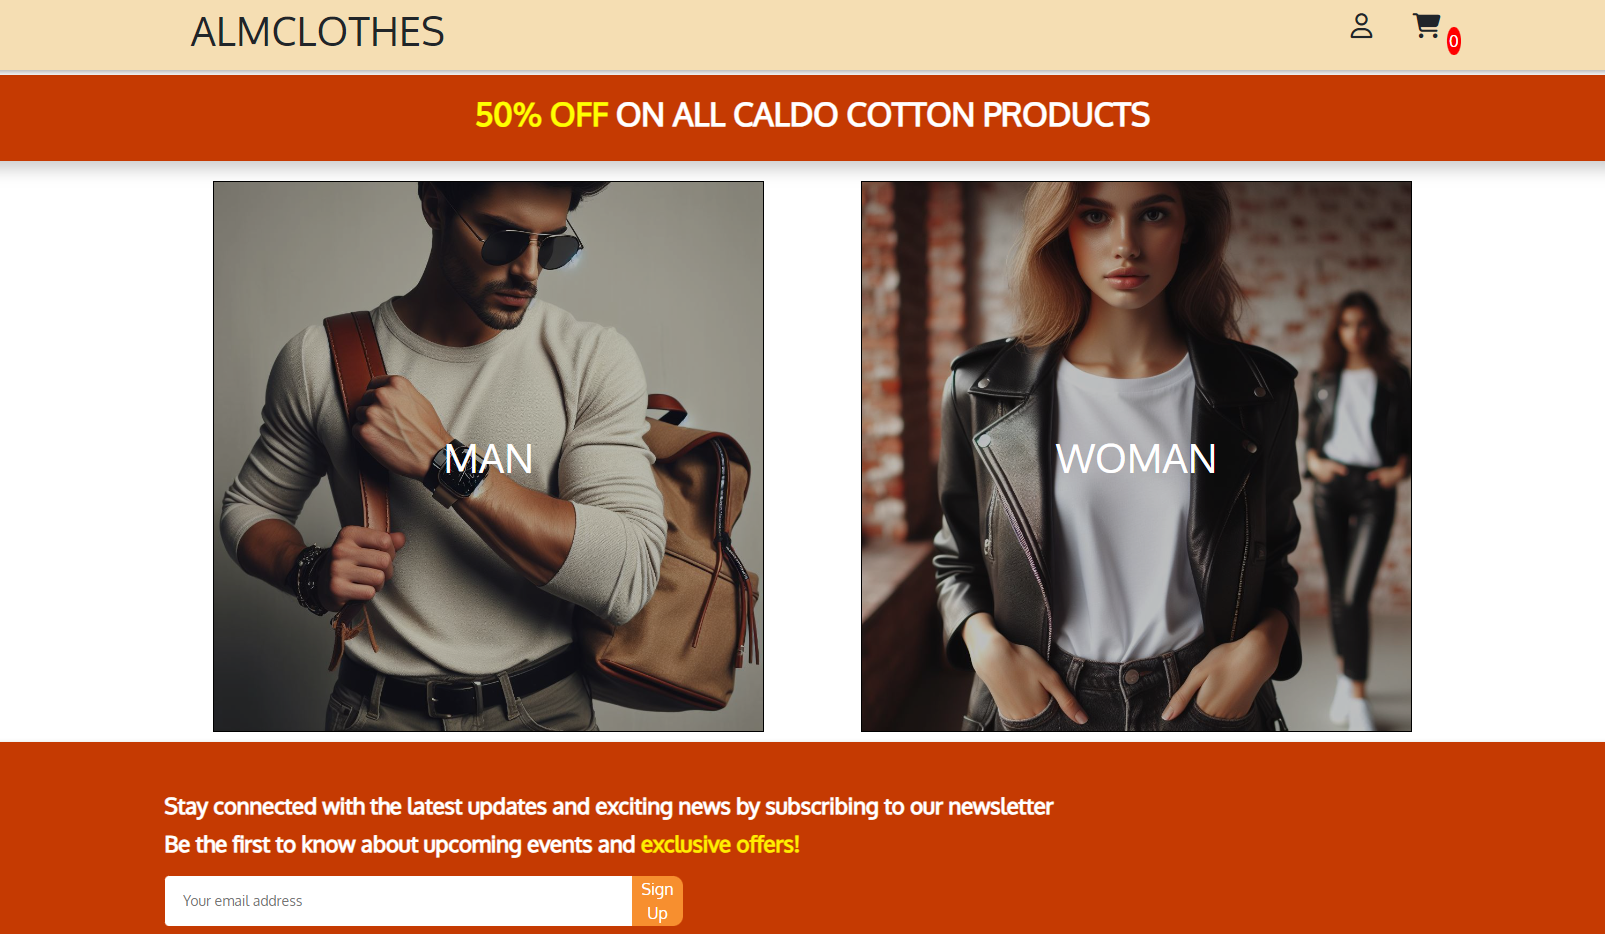 ALMCLOTHES
0
50% OFF ON ALL CALDO COTTON PRODUCTS
MAN
WOMAN
Stay connected with the latest updates and exciting news by subscribing to our newsletter
Be the first to know about upcoming events and exclusive offers!
Your email address
Sign
Up